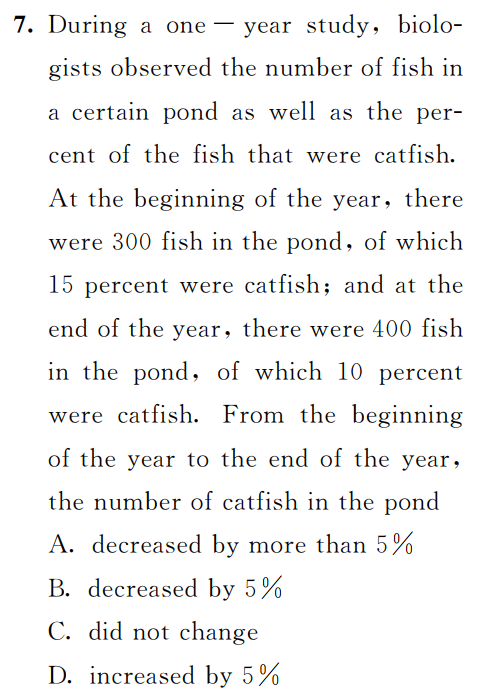 7. During a one — year study, biolo-
gists observed the number of fish in
a certain pond as well as the per-
cent of the fish that were catfish.
At the beginning of the year, there
were 300 fish in the pond, of which
15 percent were catfish; and at the
end of the year, there were 400 fish
in the pond, of which 10 percent
were catfish. From the beginning
of the year to the end of the year,
the number of catfish in the pond
A. decreased by more than 5%
B. decreased by 5%
C. did not change
D. increased by 5%